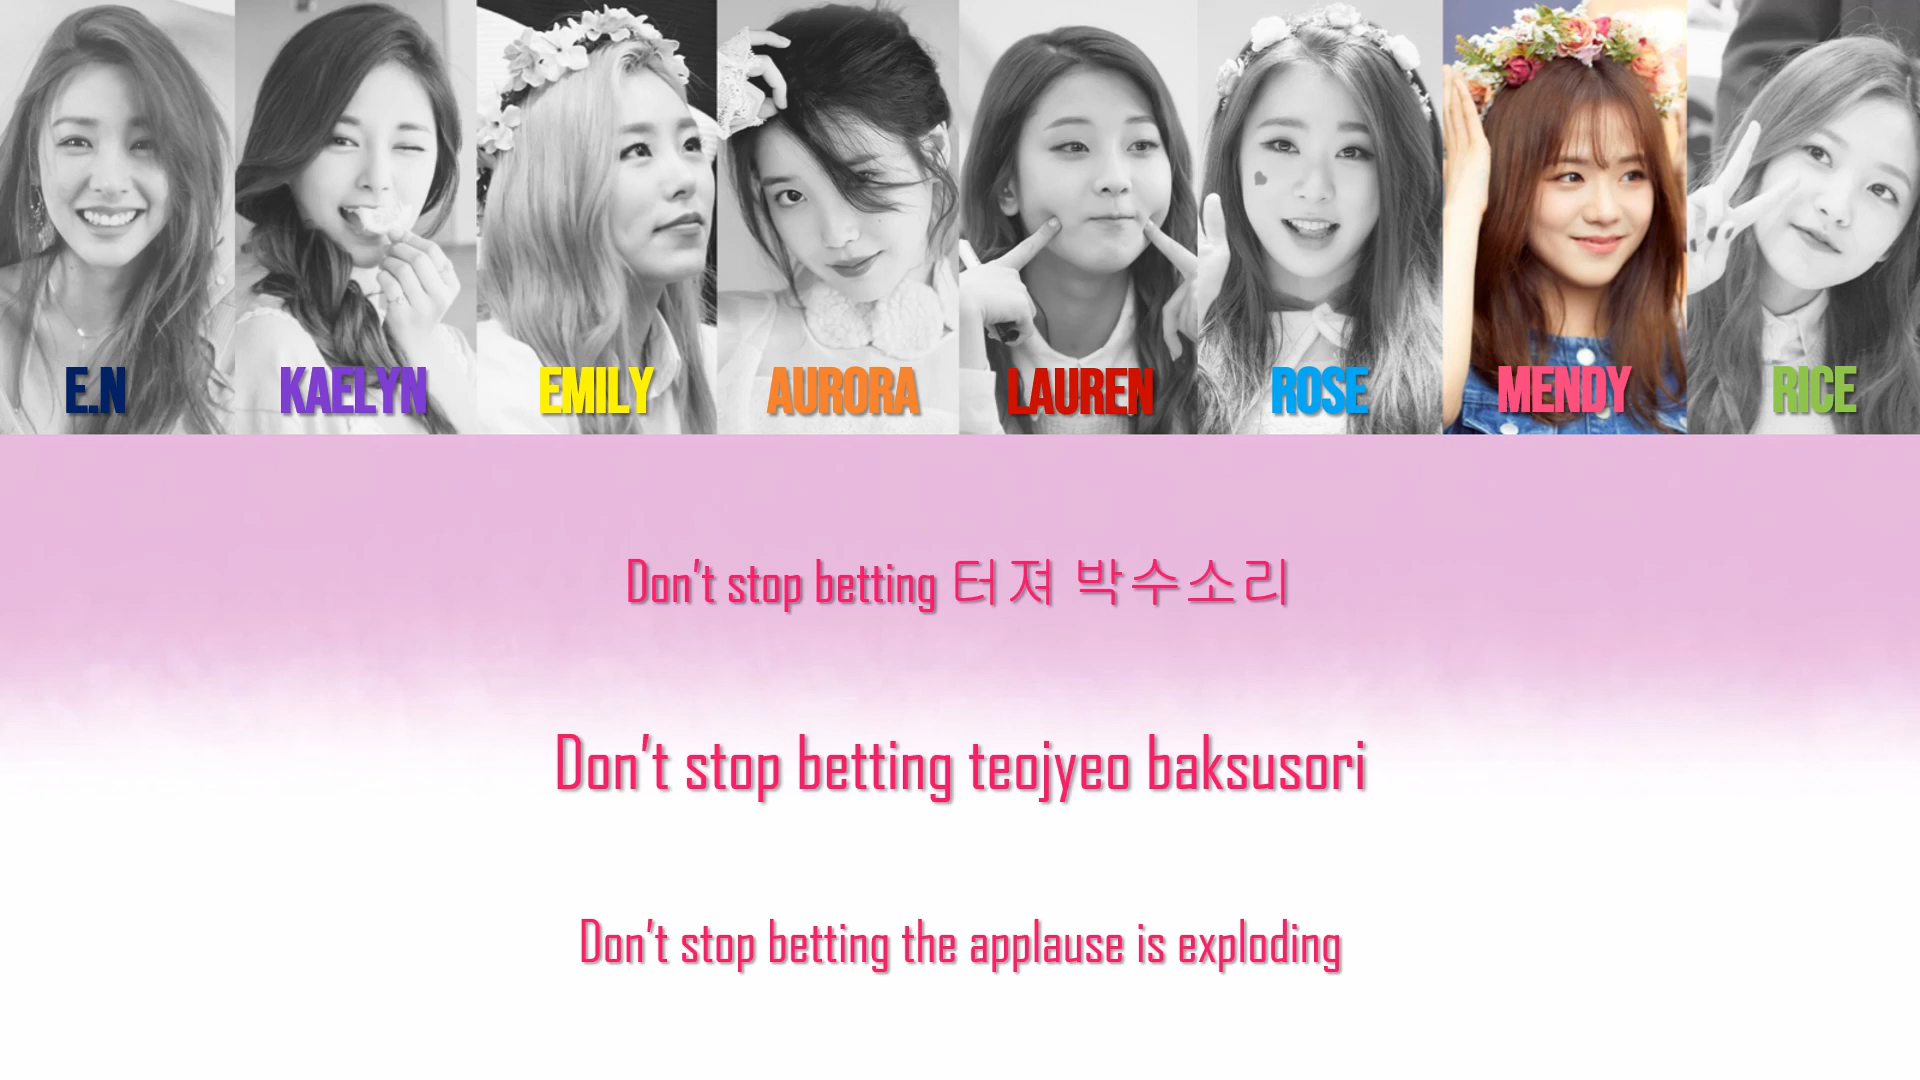 E.N KAELYN EMILY AURORA LAUREN ROSE MENDY RICE
Don't stop betting 터져 박수소리
Don't stop betting teojyeo baksusori
Don't stop betting the applause is exploding